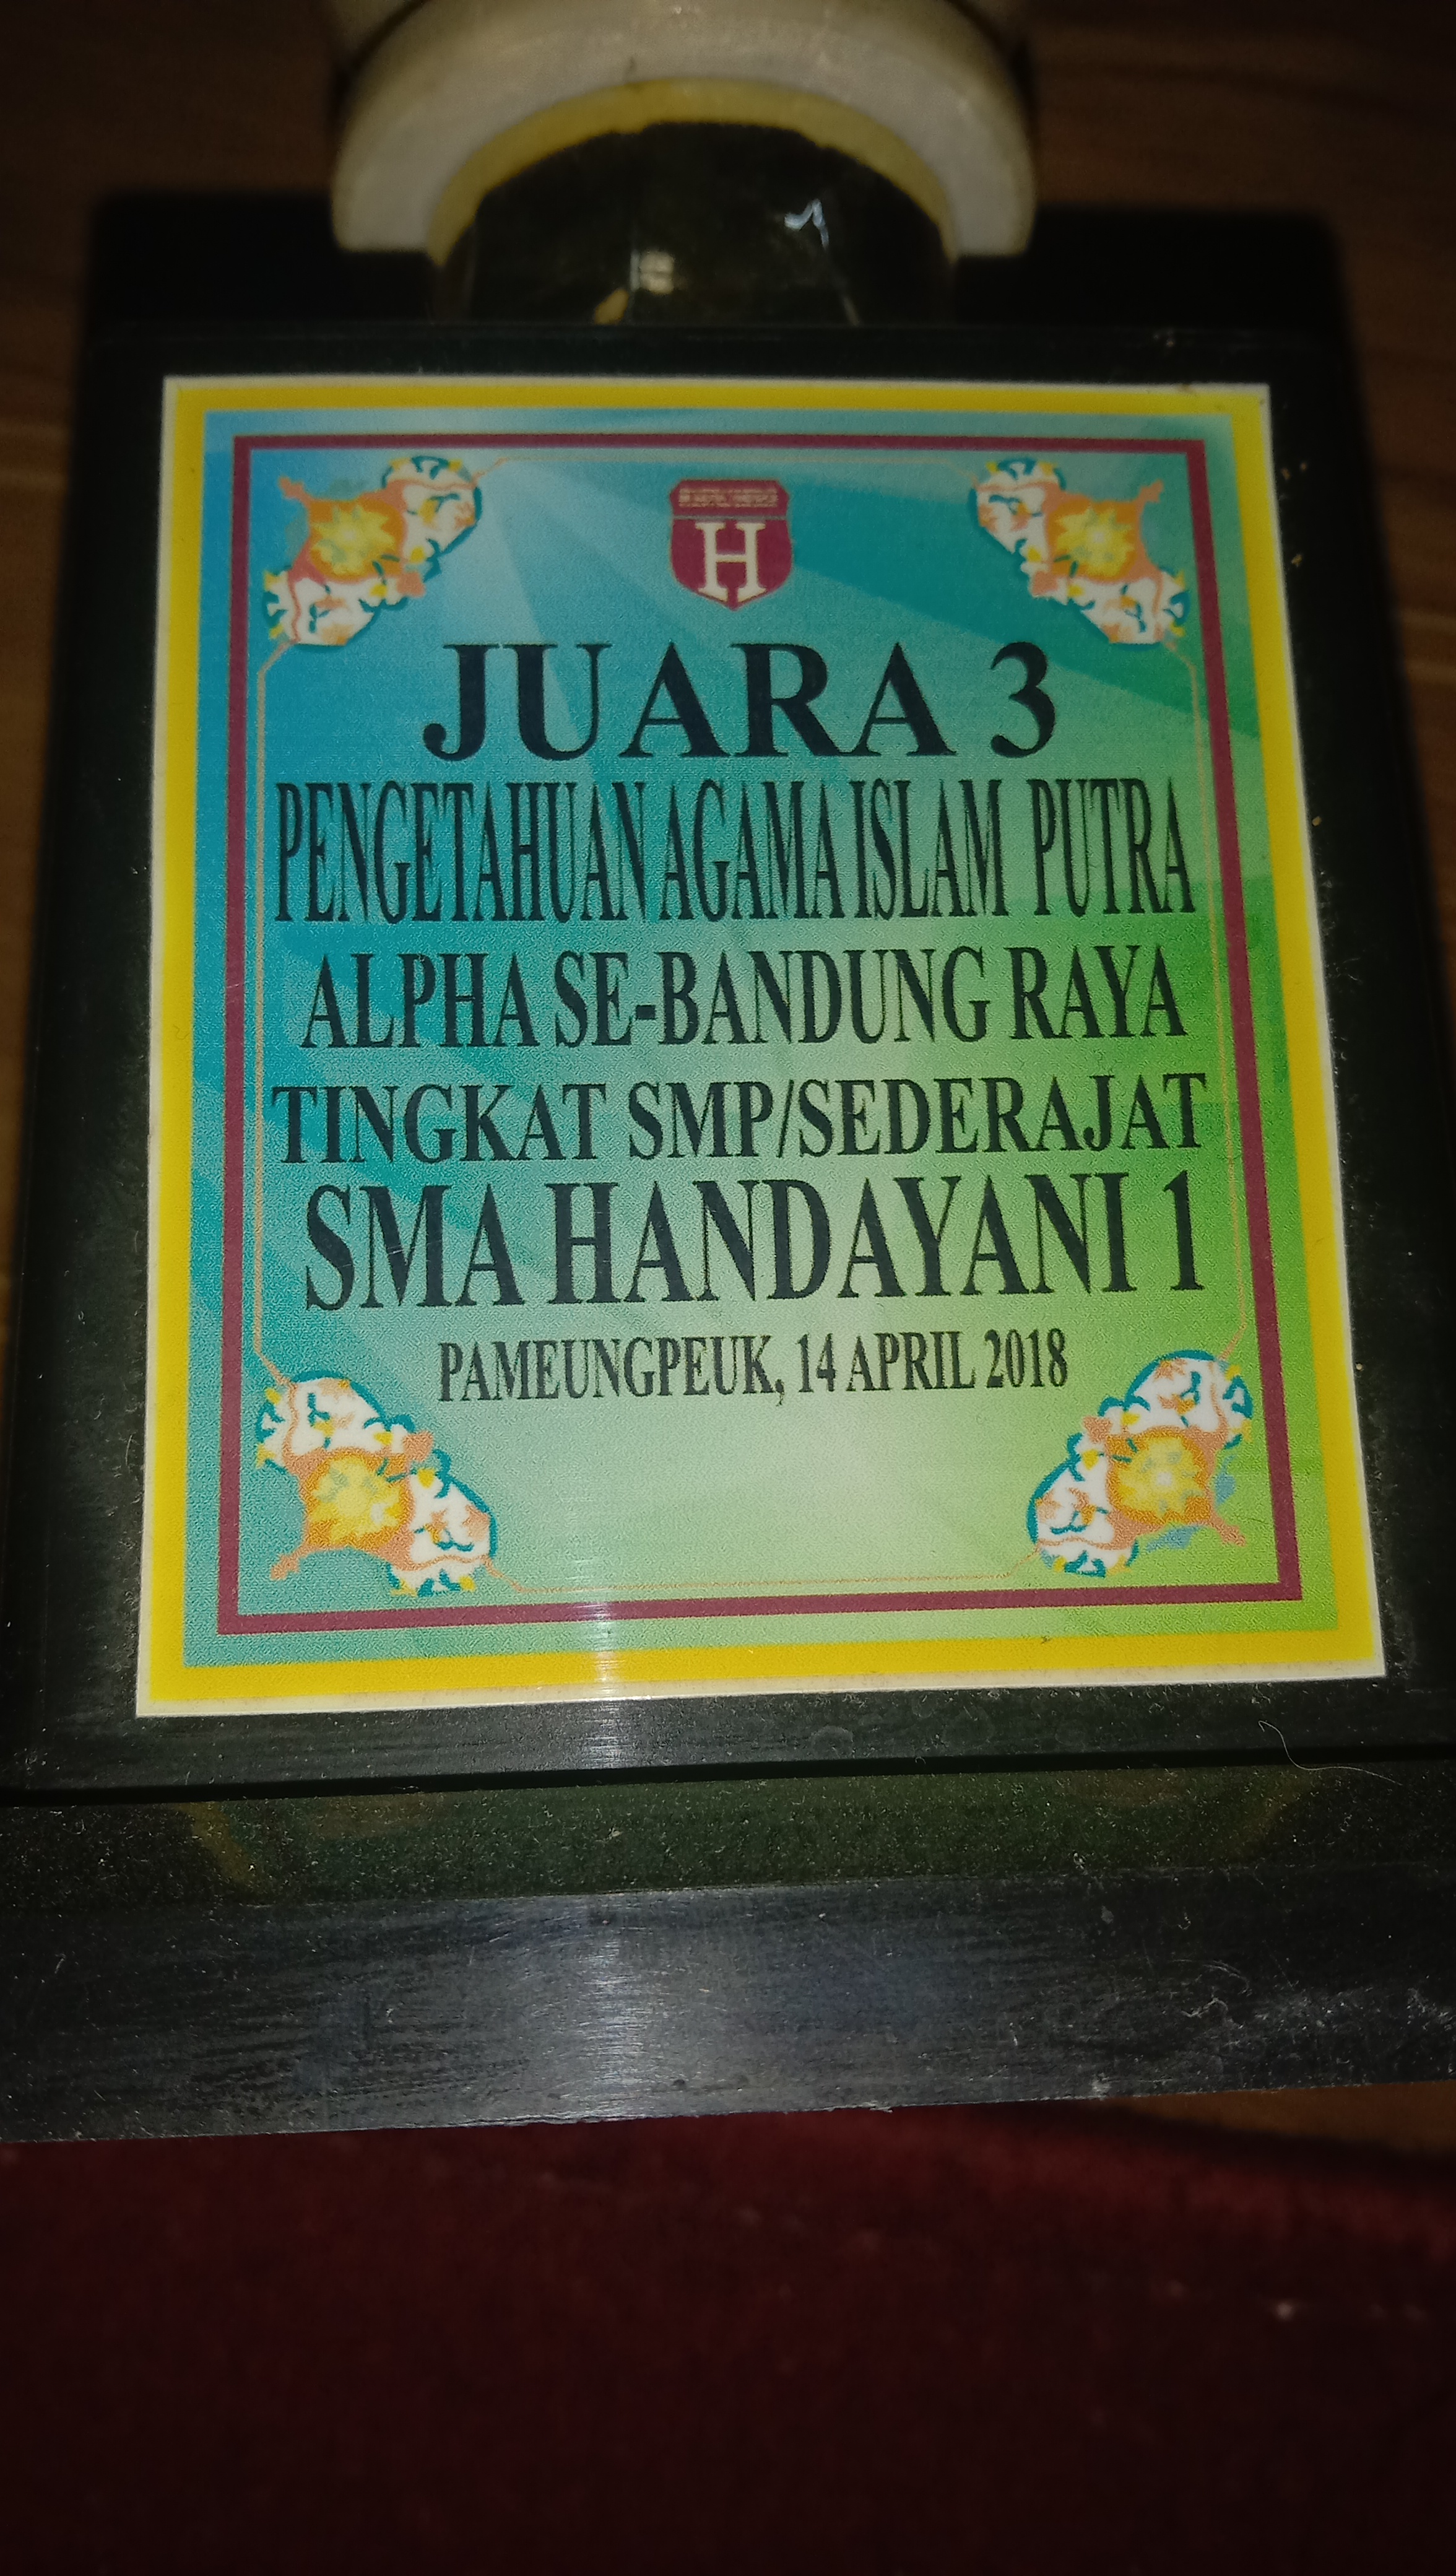 H
JUARA 3
PENGETAHUAN AGAMA ISLAM PUTRA
ALPHA SE-BANDUNG RAYA
TINGKAT SMP/SEDERAJAT
SMA HANDAYANI 1
PAMEUNGPEUK, 14 APRIL 2018